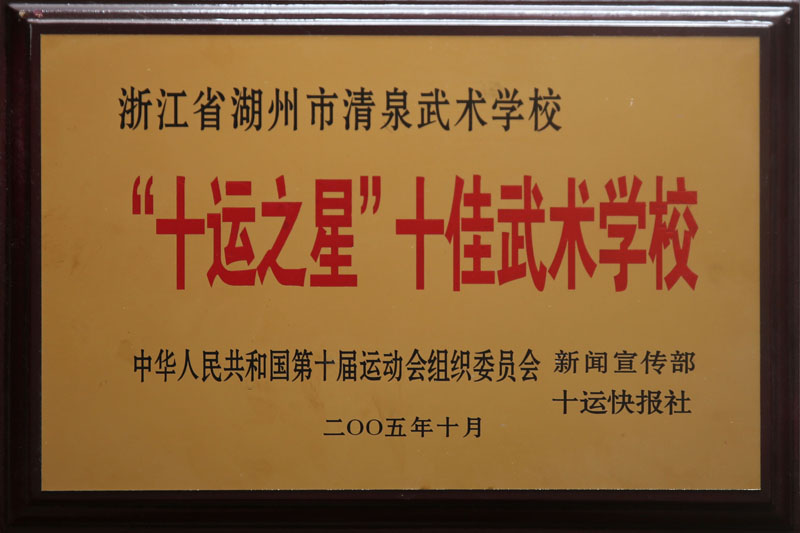 浙江省湖州市清泉武术学校
“十运之星”十佳武术学校
中华人民共和国第十届运动会组织委员会 新闻宣传部
十运快报社
二〇〇五年十月